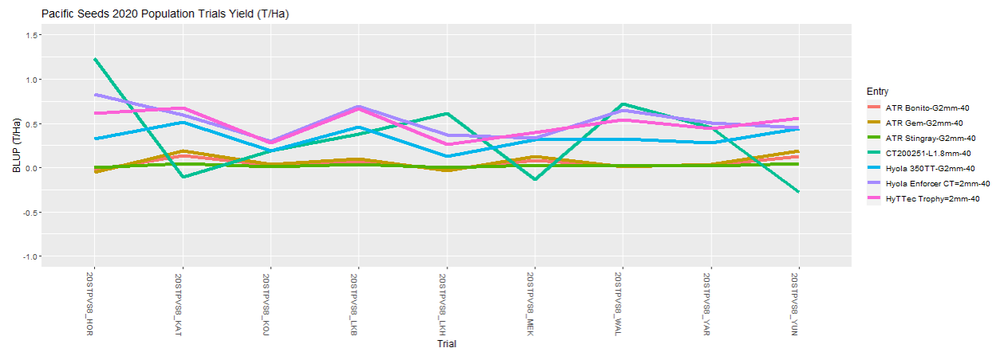 Pacific Seeds 2020 Population Trials Yield (T/Ha)
BLUP (T/Ha)
1.5
1.0
0.5
0.0
-0.5
-1.0
20STPVS8_HOR
20STPVS8_KAT
20STPVS8_KOJ
20STPVS8_LKB
20STPVS8_LKH
20STPVS8_MEK
20STPVS8_WAL
20STPVS8_YAR
20STPVS8_YUN
Trial
Entry
ATR Bonito-G2mm-40
ATR Gem-G2mm-40
ATR Stingray-G2mm-40
CT200251-L1.8mm-40
Hyola 350TT-G2mm-40
Hyola Enforcer CT=2mm-40
HyTTec Trophy=2mm-40